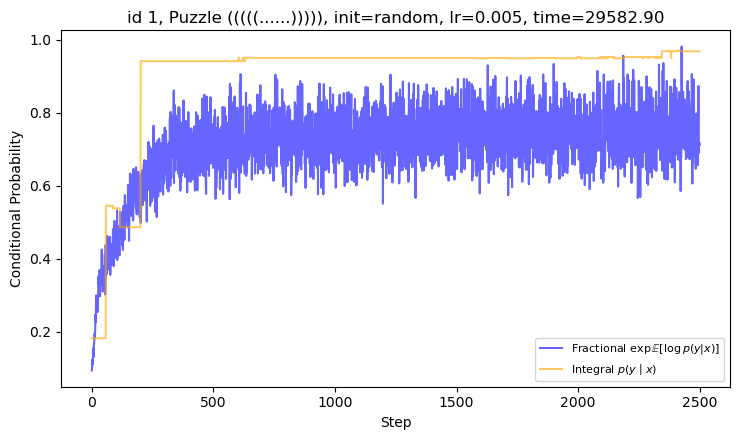 id 1, Puzzle (((((......))))), init=random, lr=0.005, time=29582.90
1.0
0.8
0.6
0.4
0.2
Conditional Probability
0
500
1000
1500
2000
2500
Step
Fractional exp 𝔼[log p(y|x)]
Integral p(y | x)